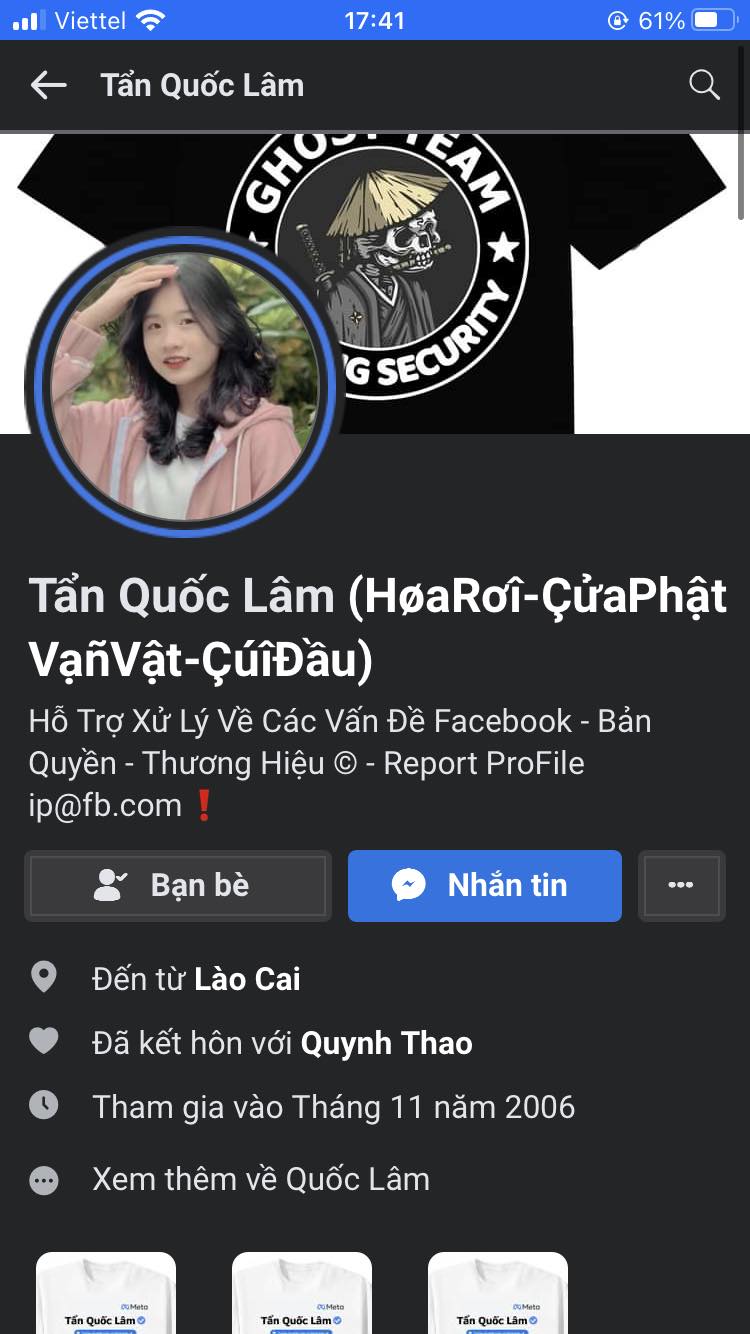 Viettel 17:41 61%
Tẩn Quốc Lâm
GHOST TEAM
G SECURITY
Tẩn Quốc Lâm (HøaRơî-ÇửaPhật
VạñVật-ÇúîĐầu)
Hỗ Trợ Xử Lý Về Các Vấn Đề Facebook - Bản
Quyền - Thương Hiệu © - Report ProFile
ip@fb.com ❗
Bạn bè
Nhắn tin
Đến từ Lào Cai
Đã kết hôn với Quynh Thao
Tham gia vào Tháng 11 năm 2006
Xem thêm về Quốc Lâm
Meta Meta Meta
Tẩn Quốc Lâm Tẩn Quốc Lâm Tẩn Quốc Lâm